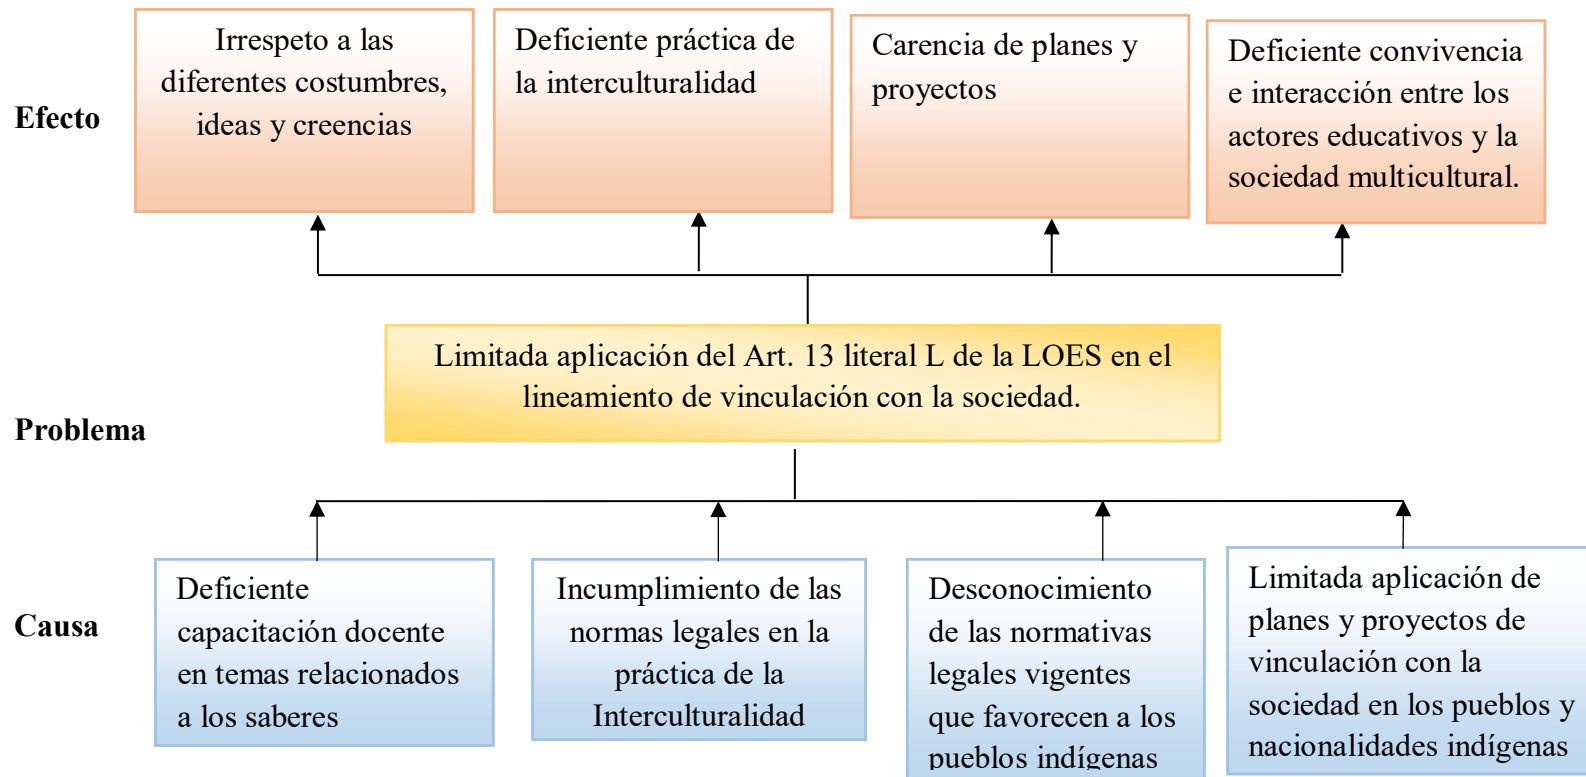 Efecto
Irrespeto a las
diferentes costumbres,
ideas y creencias
Deficiente práctica de
la interculturalidad
Carencia de planes y
proyectos
Deficiente convivencia
e interacción entre los
actores educativos y la
sociedad multicultural.
Problema
Limitada aplicación del Art. 13 literal L de la LOES en el
lineamiento de vinculación con la sociedad.
Causa
Deficiente
capacitación docente
en temas relacionados
a los saberes
Incumplimiento de las
normas legales en la
práctica de la
Interculturalidad
Desconocimiento
de las normativas
legales vigentes
que favorecen a los
pueblos indígenas
Limitada aplicación de
planes y proyectos de
vinculación con la
sociedad en los pueblos y
nacionalidades indígenas